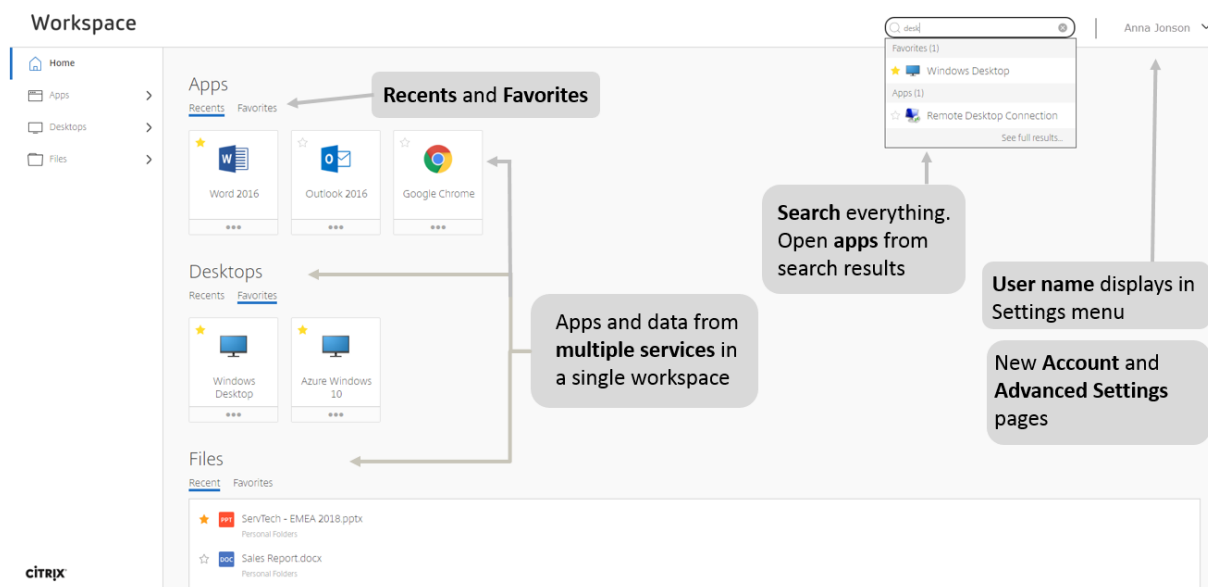 Workspace
desk
Anna Jonson
Favorites (1)
Windows Desktop
Apps (1)
Remote Desktop Connection
See full results...
Home
Apps
Desktops
Files
Apps
Recents Favorites
Recents and Favorites
Word 2016
Outlook 2016
Google Chrome
Search everything.
Open apps from
search results
User name displays in
Settings menu
New Account and
Advanced Settings
pages
Desktops
Recents Favorites
Windows
Desktop
Azure Windows
10
Apps and data from
multiple services in
a single workspace
Files
Recent Favorites
PPT ServTech - EMEA 2018.pptx
Personal Folders
DOC Sales Report.docx
Personal Folders
CITRIX